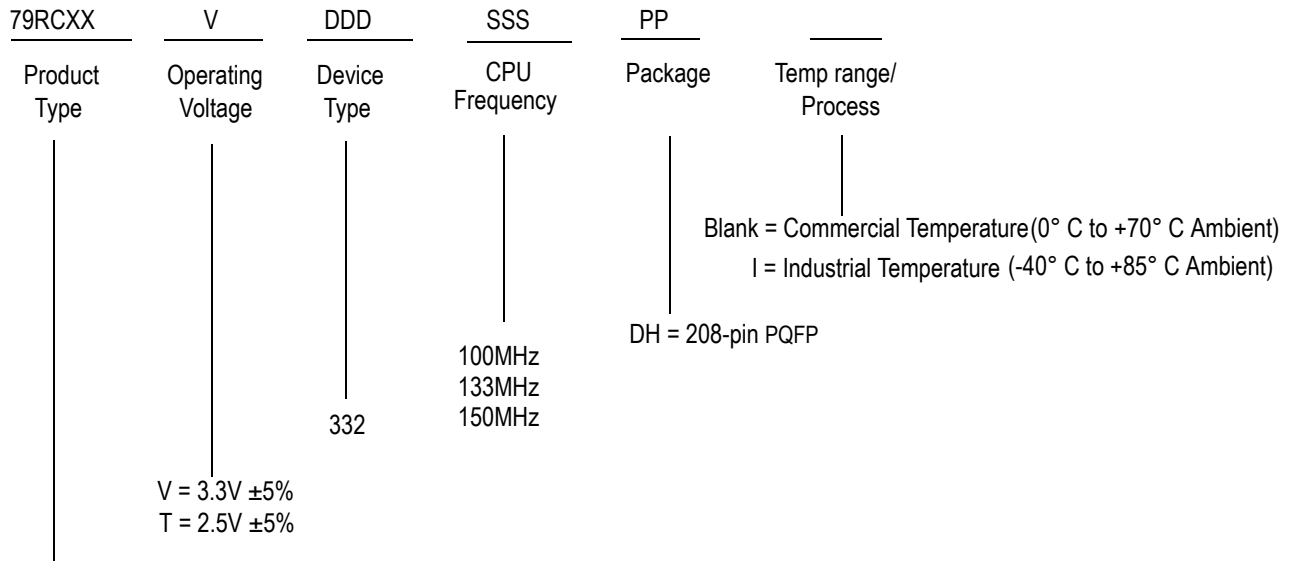 79RCXX V DDD SSS PP
Product Type
Operating Voltage
Device Type
CPU Frequency
Package
Temp range/ Process
Blank = Commercial Temperature (0° C to +70° C Ambient)
I = Industrial Temperature (-40° C to +85° C Ambient)
DH = 208-pin PQFP
100MHz
133MHz
150MHz
332
V = 3.3V ±5%
T = 2.5V ±5%